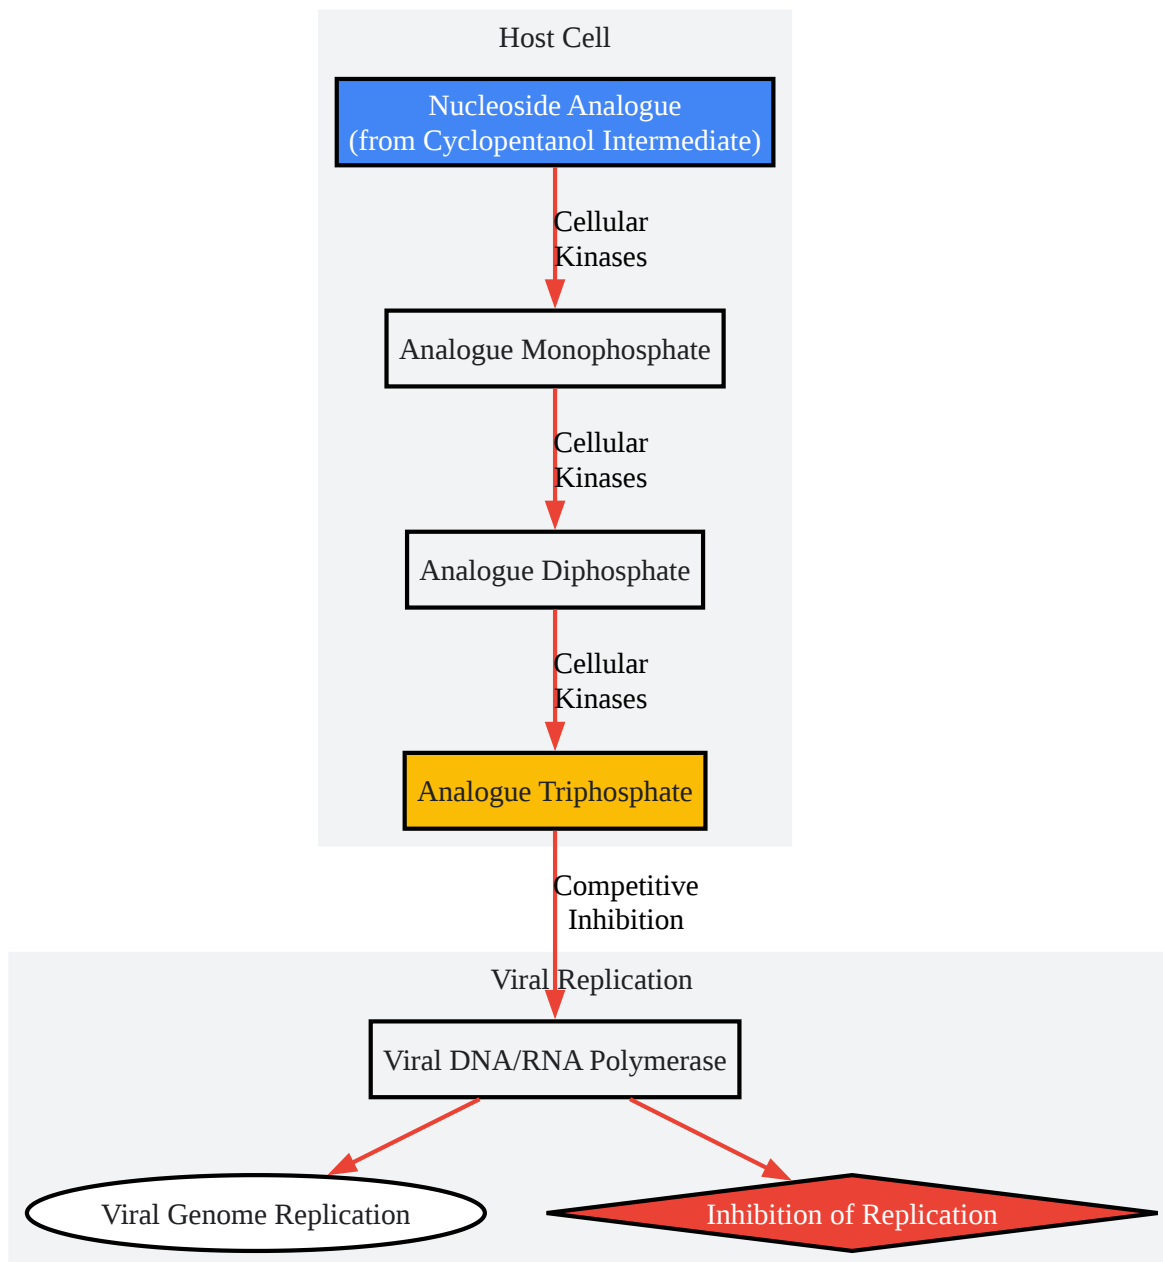 Host Cell
Nucleoside Analogue
(from Cyclopentanol Intermediate)
Cellular
Kinases
Analogue Monophosphate
Cellular
Kinases
Analogue Diphosphate
Cellular
Kinases
Analogue Triphosphate
Competitive
Inhibition
Viral Replication
Viral DNA/RNA Polymerase
Viral Genome Replication
Inhibition of Replication